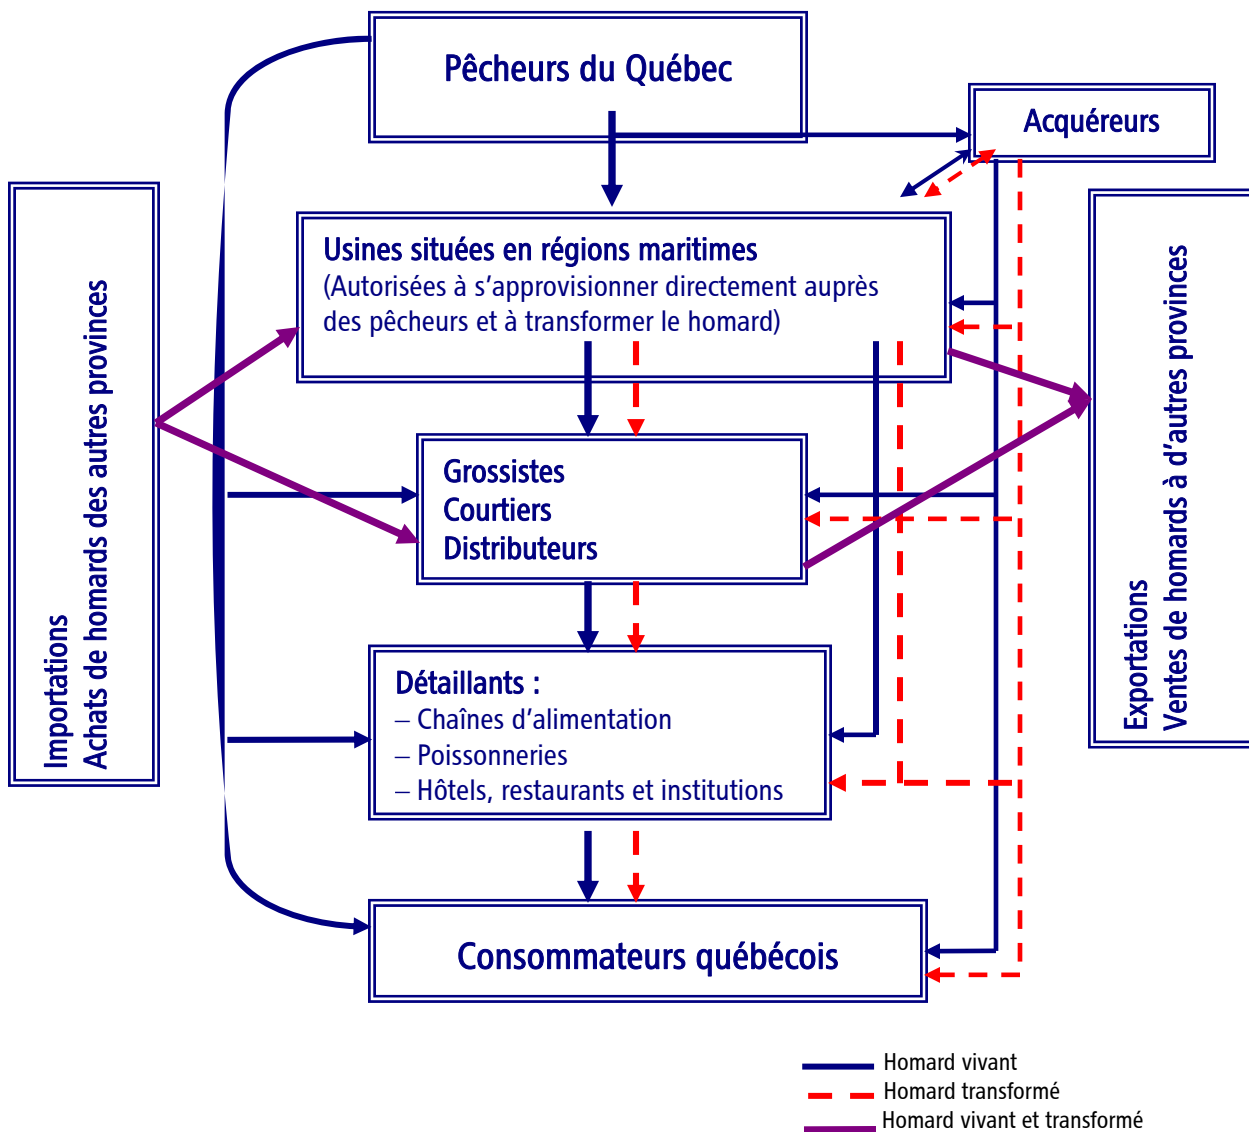 Pêcheurs du Québec
Acquéreurs
Usines situées en régions maritimes
(Autorisées à s’approvisionner directement auprès
des pêcheurs et à transformer le homard)
Importations
Achats de homards des autres provinces
Grossistes
Courtiers
Distributeurs
Exportations
Ventes de homards à d’autres provinces
Détaillants :
– Chaînes d’alimentation
– Poissonneries
– Hôtels, restaurants et institutions
Consommateurs québécois
Homard vivant
Homard transformé
Homard vivant et transformé